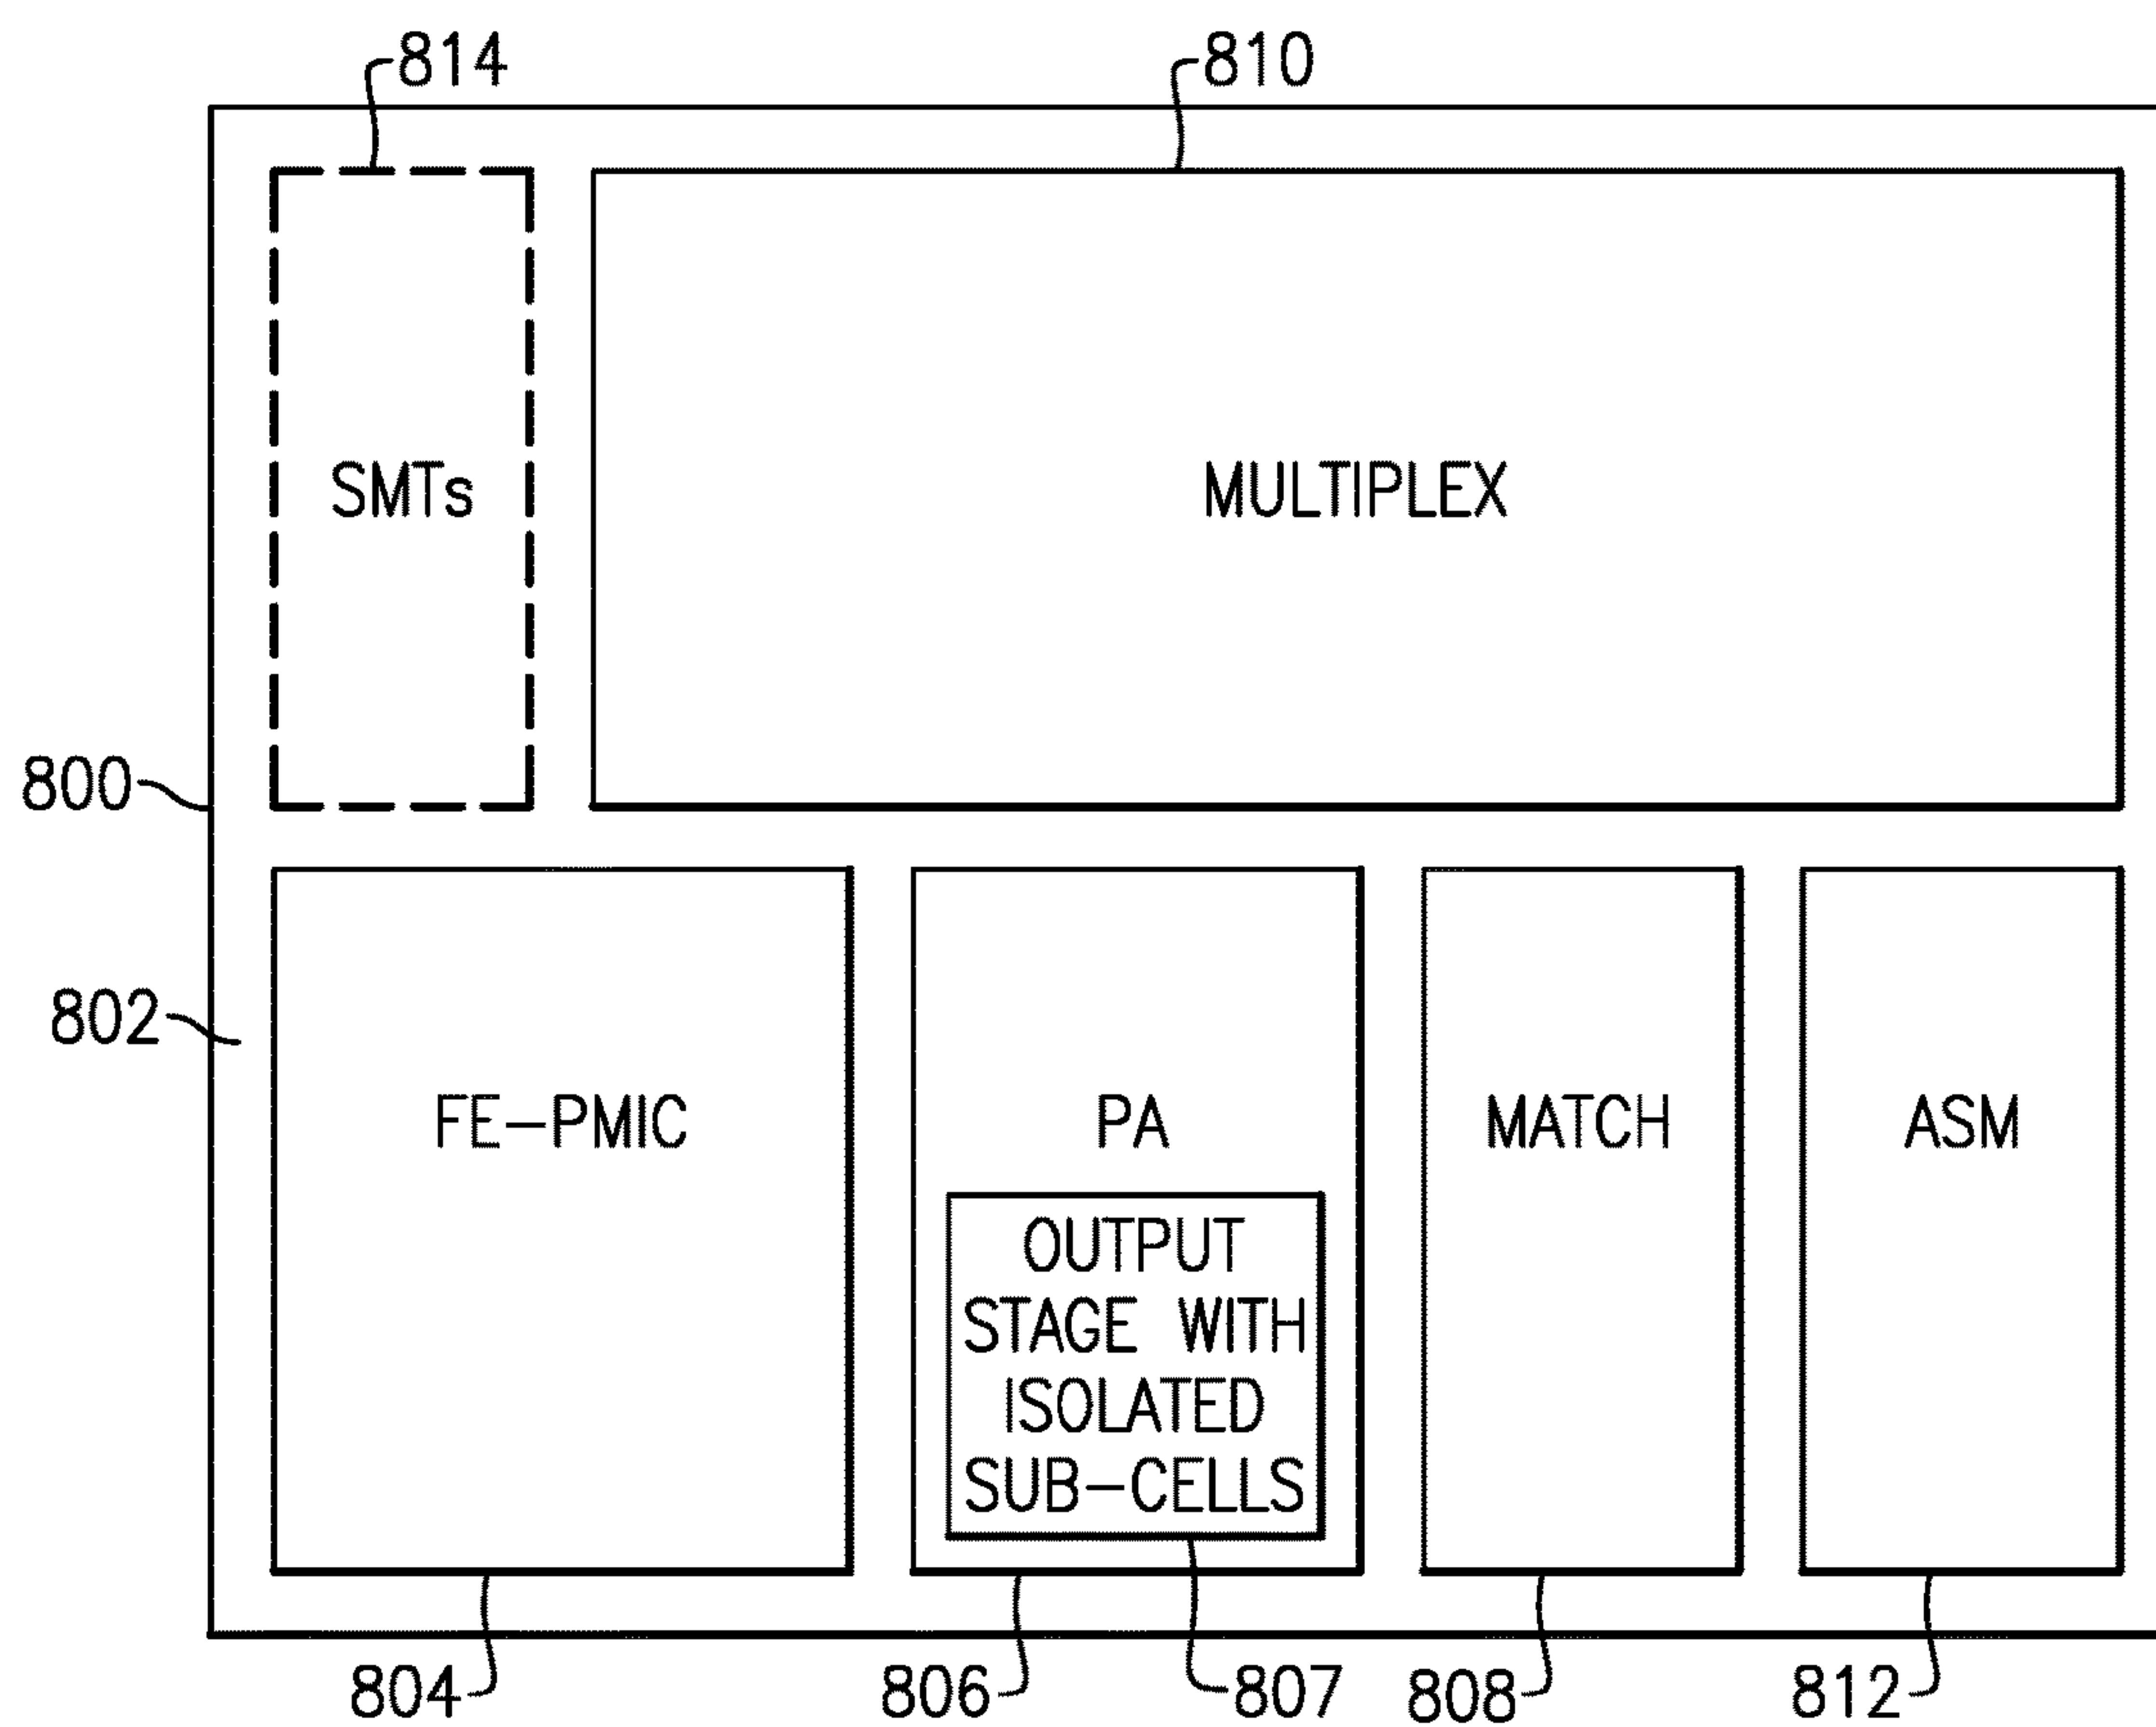 814
810
SMTs
MULTIPLEX
800
802
FE-PMIC
PA
MATCH
ASM
OUTPUT
STAGE WITH
ISOLATED
SUB-CELLS
804
806
807
808
812